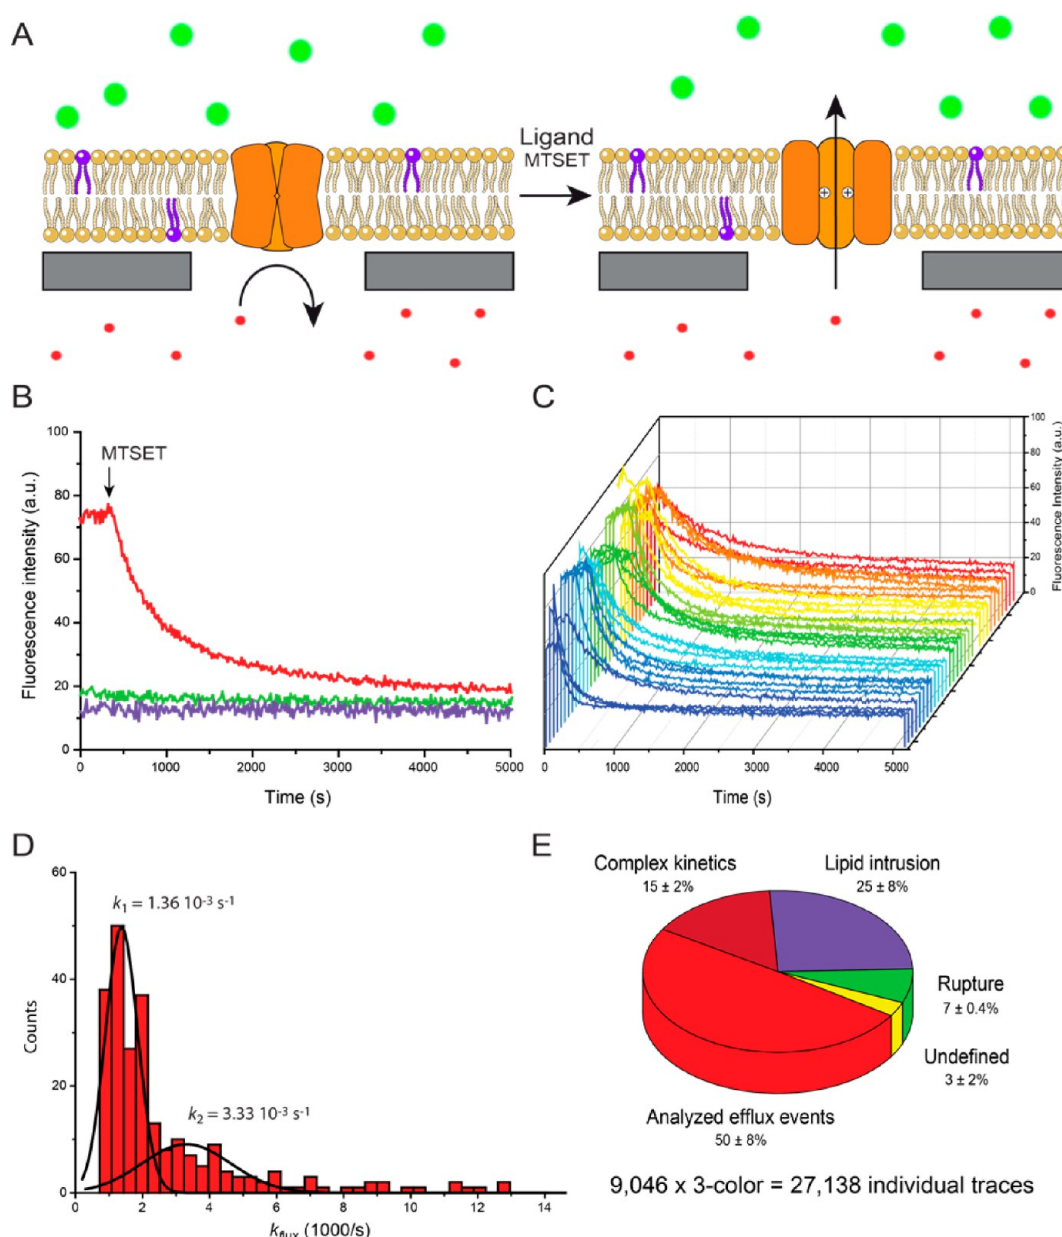 A
Ligand
MTSET
B
100
80
60
40
20
0
MTSET
Fluorescence intensity (a.u.)
0 1000 2000 3000 4000 5000
Time (s)
C
100
80
60
40
20
0
Fluorescence Intensity (a.u.)
0 1000 2000 3000 4000 5000
Time (s)
D
60
40
20
0
Counts
k1 = 1.36 10-3 s-1
k2 = 3.33 10-3 s-1
0 2 4 6 8 10 12 14
kflux (1000/s)
E
Complex kinetics
15 ± 2%
Lipid intrusion
25 ± 8%
Rupture
7 ± 0.4%
Undefined
3 ± 2%
Analyzed efflux events
50 ± 8%
9,046 x 3-color = 27,138 individual traces